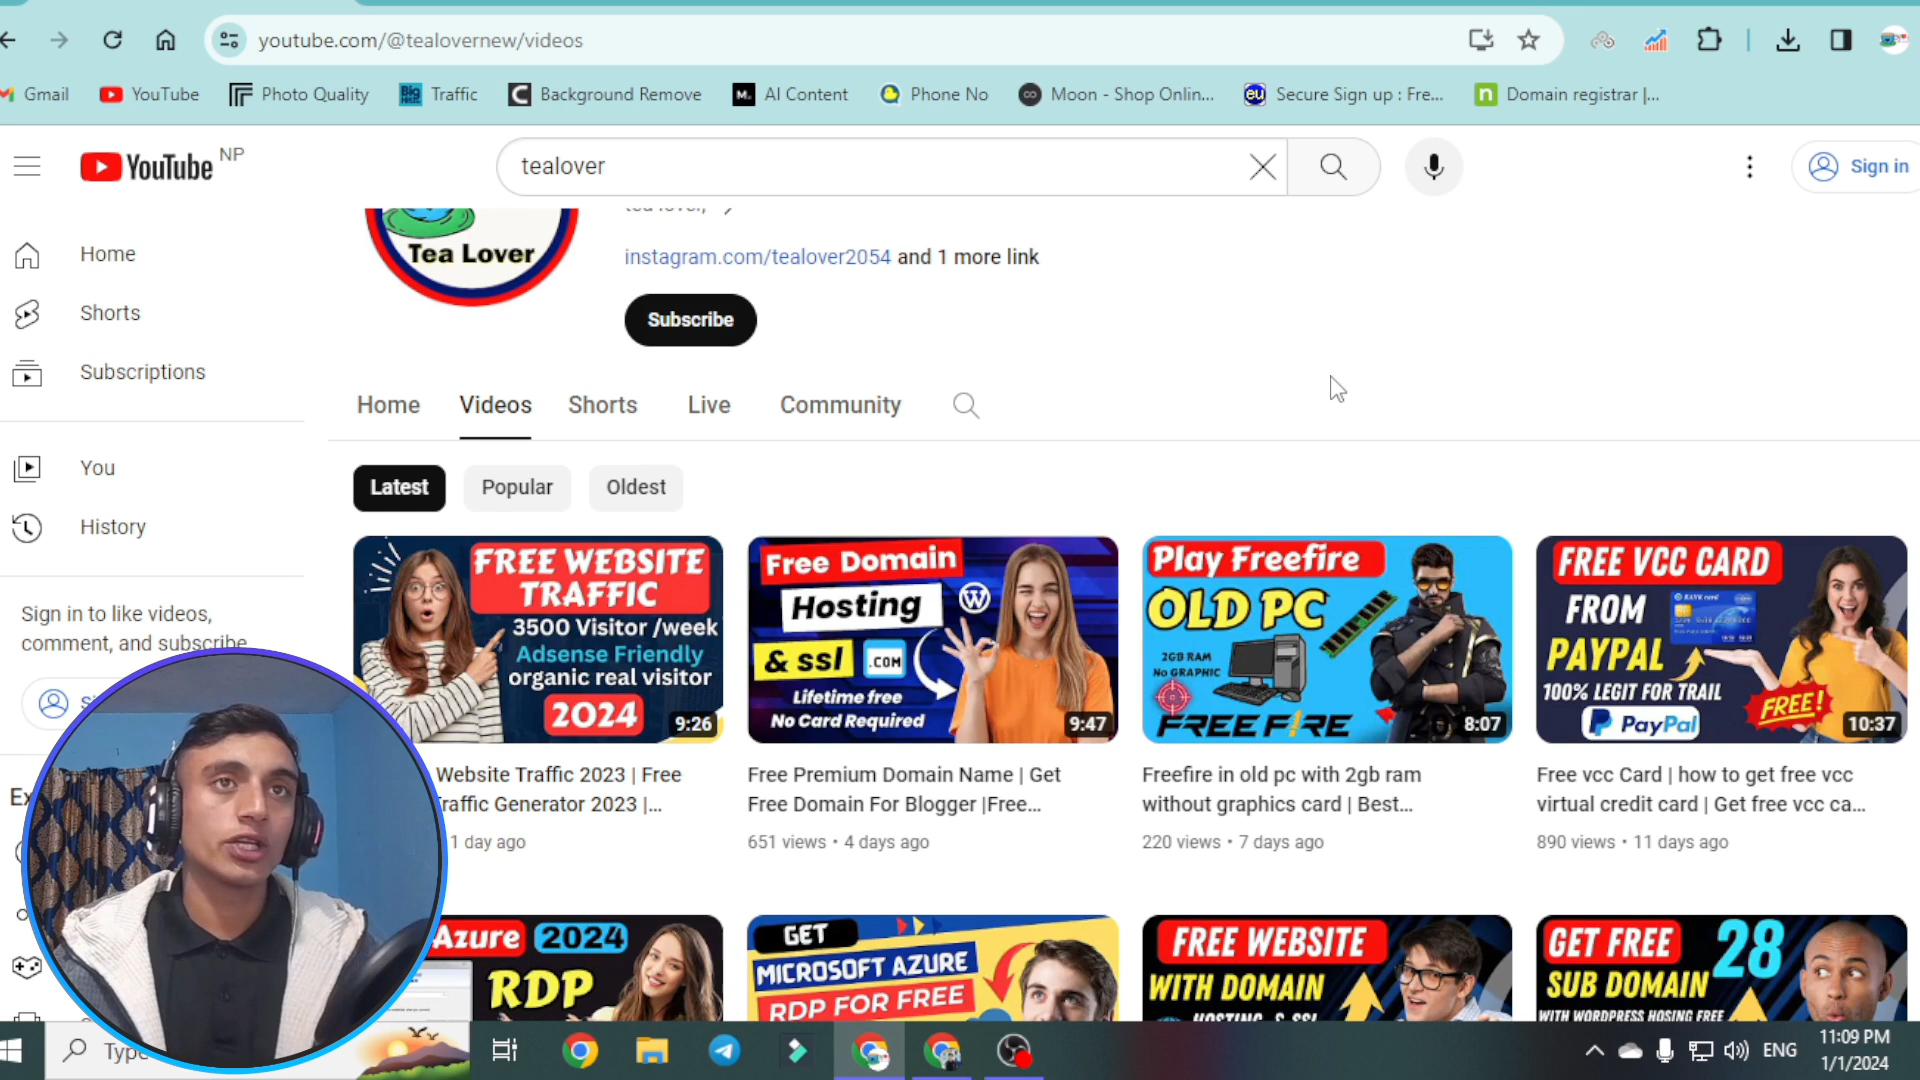 youtube.com/@tealovernew/videos
Gmail
YouTube
Photo Quality
Big
Traffic
Background Remove
AI Content
Phone No
Moon - Shop Onlin...
eu
Secure Sign up : Fre...
n
Domain registrar |...
YouTube NP
tealover
Sign in
Tea Lover
instagram.com/tealover2054 and 1 more link
Subscribe
Home
Shorts
Subscriptions
You
History
Sign in to like videos,
comment, and subscribe
Home
Videos
Shorts
Live
Community
Latest
Popular
Oldest
FREE WEBSITE
TRAFFIC
3500 Visitor /week
Adsense Friendly
organic real visitor
2024
9:26
Website Traffic 2023 | Free
Traffic Generator 2023 |...
1 day ago
Free Domain
Hosting
& ssl
.COM
Lifetime free
No Card Required
9:47
Free Premium Domain Name | Get
Free Domain For Blogger |Free...
651 views • 4 days ago
Play Freefire
OLD PC
2GB RAM
No GRAPHIC
FREE FIRE
8:07
Freefire in old pc with 2gb ram
without graphics card | Best...
220 views • 7 days ago
FREE VCC CARD
FROM
PAYPAL
100% LEGIT FOR TRAIL
PayPal
FREE!
10:37
Free vcc Card | how to get free vcc
virtual credit card | Get free vcc ca...
890 views • 11 days ago
Azure 2024
RDP
GET
MICROSOFT AZURE
RDP FOR FREE
FREE WEBSITE
WITH DOMAIN
HOSTING & SSL
GET FREE 28
SUB DOMAIN
WITH WORDPRESS HOSING FREE
Type
ENG
11:09 PM
1/1/2024